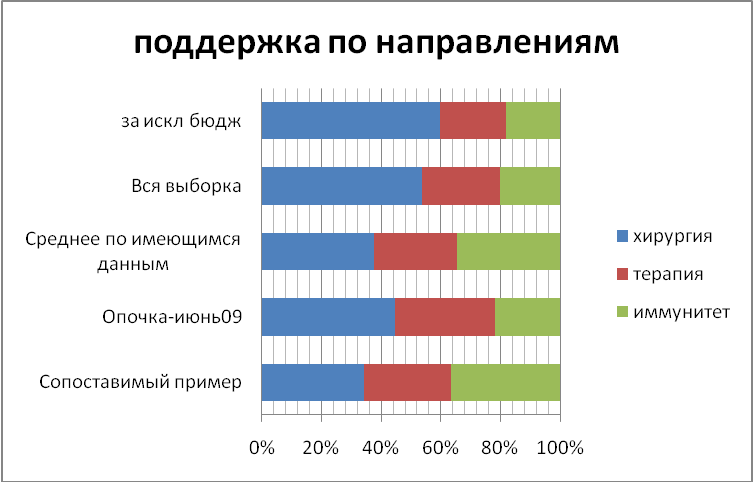 поддержка по направлениям
за искл бюдж
Вся выборка
Среднее по имеющимся
данным
Опочка-июнь09
Сопоставимый пример
0% 20% 40% 60% 80% 100%
хирургия
терапия
иммунитет